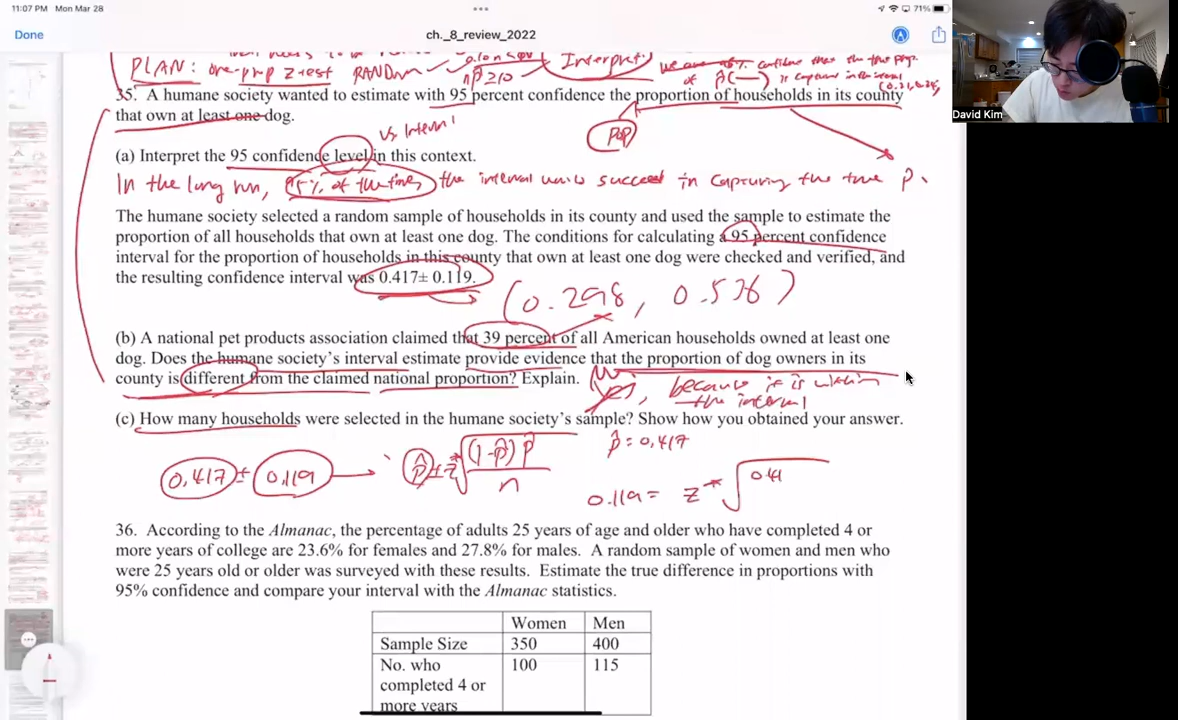 11:07 PM Mon Mar 28
71%
Done
ch._8_review_2022
PLAN: one-prop z-test RANDOM
np≥10
Interpret
35. A humane society wanted to estimate with 95 percent confidence the proportion of households in its county
that own at least one dog.
David Kim
vs interval
POP
(a) Interpret the 95 confidence level in this context.
In the long run, 95% of the time, the interval will succeed in capturing the true p.
The humane society selected a random sample of households in its county and used the sample to estimate the
proportion of all households that own at least one dog. The conditions for calculating a 95 percent confidence
interval for the proportion of households in this county that own at least one dog were checked and verified, and
the resulting confidence interval was 0.417± 0.119.
(0.298, 0.536)
(b) A national pet products association claimed that 39 percent of all American households owned at least one
dog. Does the humane society's interval estimate provide evidence that the proportion of dog owners in its
county is different from the claimed national proportion? Explain.
No
yes, because it is within
the interval
(c) How many households were selected in the humane society's sample? Show how you obtained your answer.
p̂ = 0.417
0.417 ± 0.119 → p̂ ± z* √(1-p̂) p̂ / n
0.119 = z* √0.41
36. According to the Almanac, the percentage of adults 25 years of age and older who have completed 4 or
more years of college are 23.6% for females and 27.8% for males. A random sample of women and men who
were 25 years old or older was surveyed with these results. Estimate the true difference in proportions with
95% confidence and compare your interval with the Almanac statistics.
Women Men
Sample Size 350 400
No. who 100 115
completed 4 or
more years